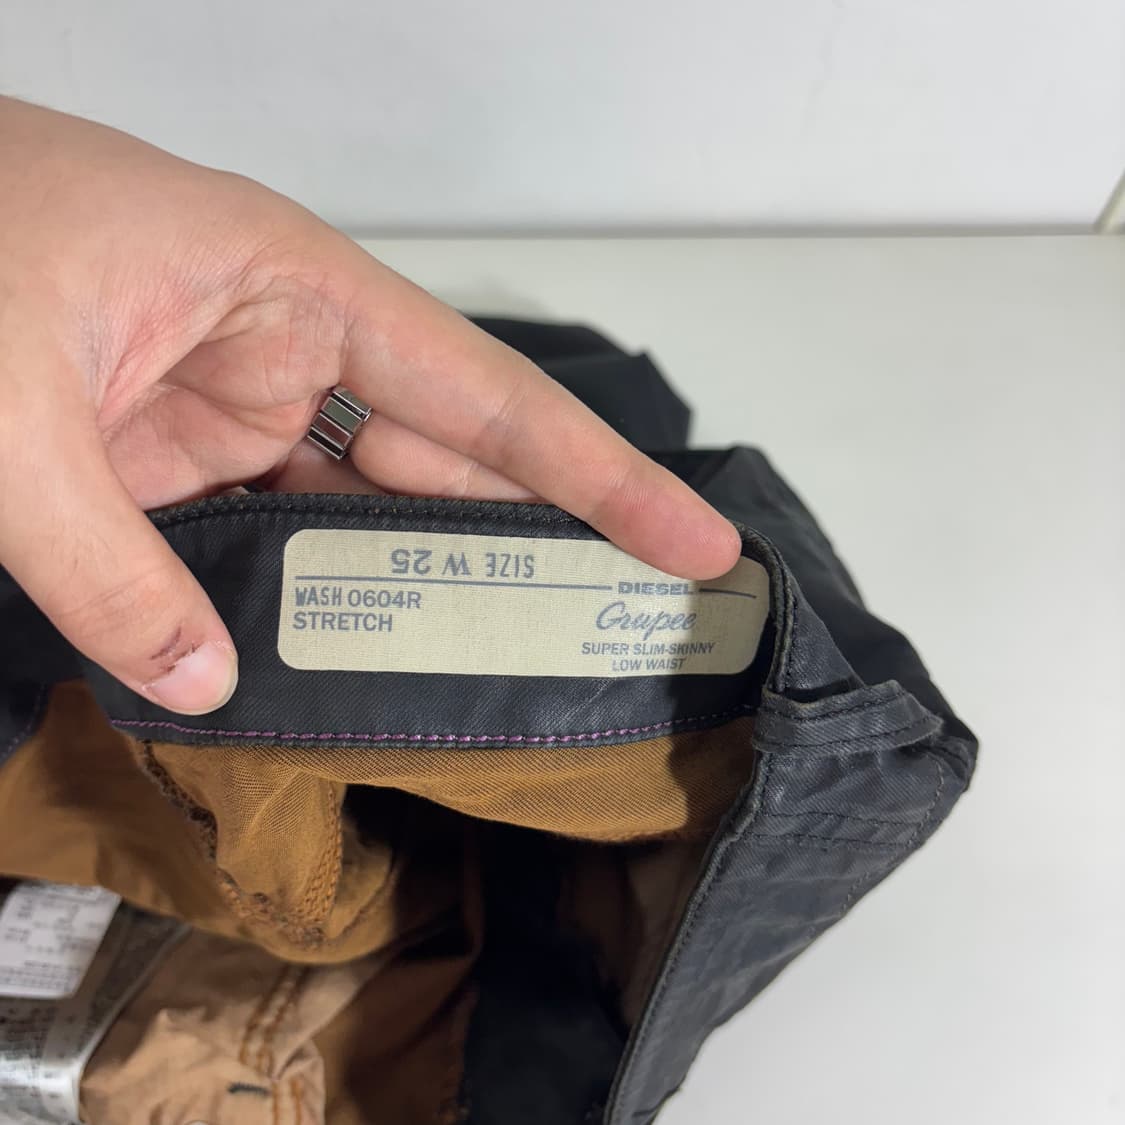 SIZE W 25
DIESEL
WASH 0604R
STRETCH
Grupee
SUPER SLIM-SKINNY
LOW WAIST